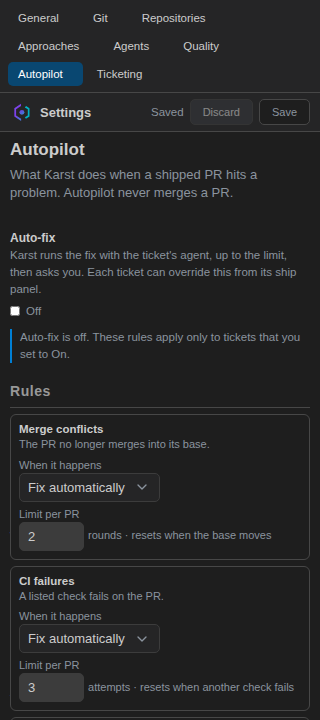 General
Git
Repositories
Approaches
Agents
Quality
Autopilot
Ticketing
Settings
Saved
Discard
Save
Autopilot
What Karst does when a shipped PR hits a
problem. Autopilot never merges a PR.
Auto-fix
Karst runs the fix with the ticket's agent, up to the limit,
then asks you. Each ticket can override this from its ship
panel.
Off
Auto-fix is off. These rules apply only to tickets that you
set to On.
Rules
Merge conflicts
The PR no longer merges into its base.
When it happens
Fix automatically
Limit per PR
2 rounds · resets when the base moves
CI failures
A listed check fails on the PR.
When it happens
Fix automatically
Limit per PR
3 attempts · resets when another check fails